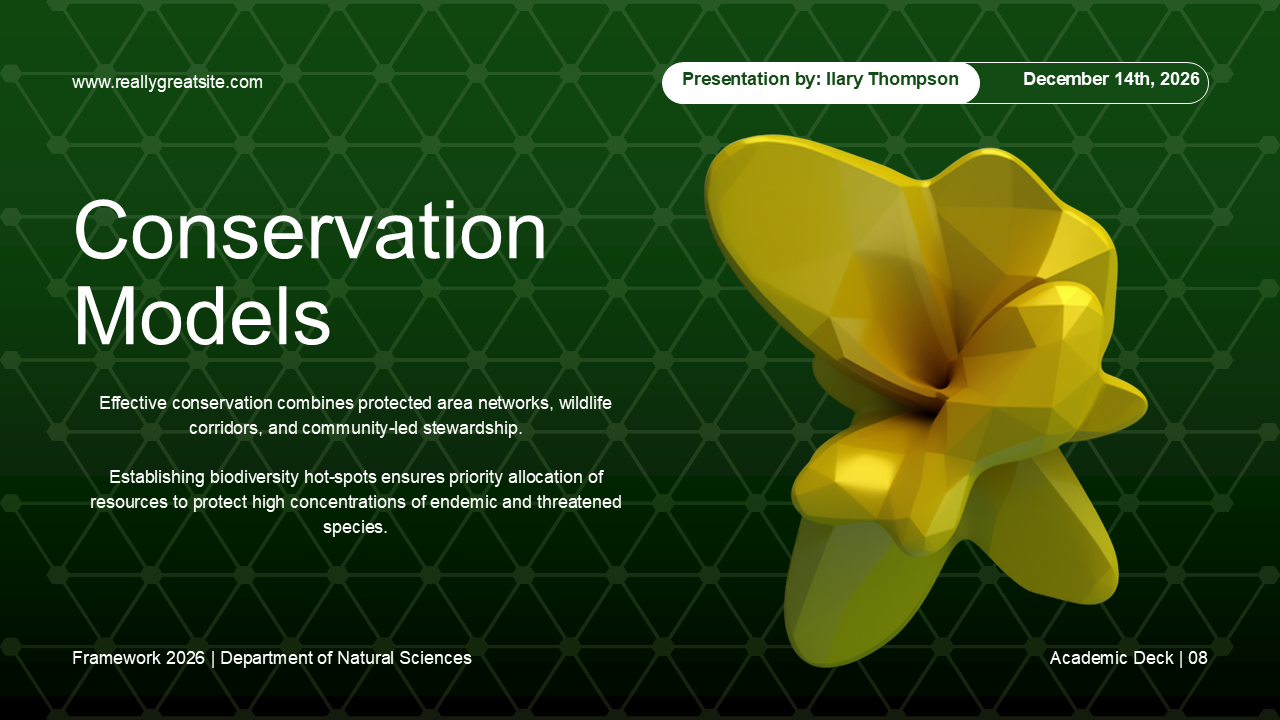 www.reallygreatsite.com
Presentation by: Ilary Thompson
December 14th, 2026
Conservation
Models
Effective conservation combines protected area networks, wildlife
corridors, and community-led stewardship.
Establishing biodiversity hot-spots ensures priority allocation of
resources to protect high concentrations of endemic and threatened
species.
Framework 2026 | Department of Natural Sciences
Academic Deck | 08